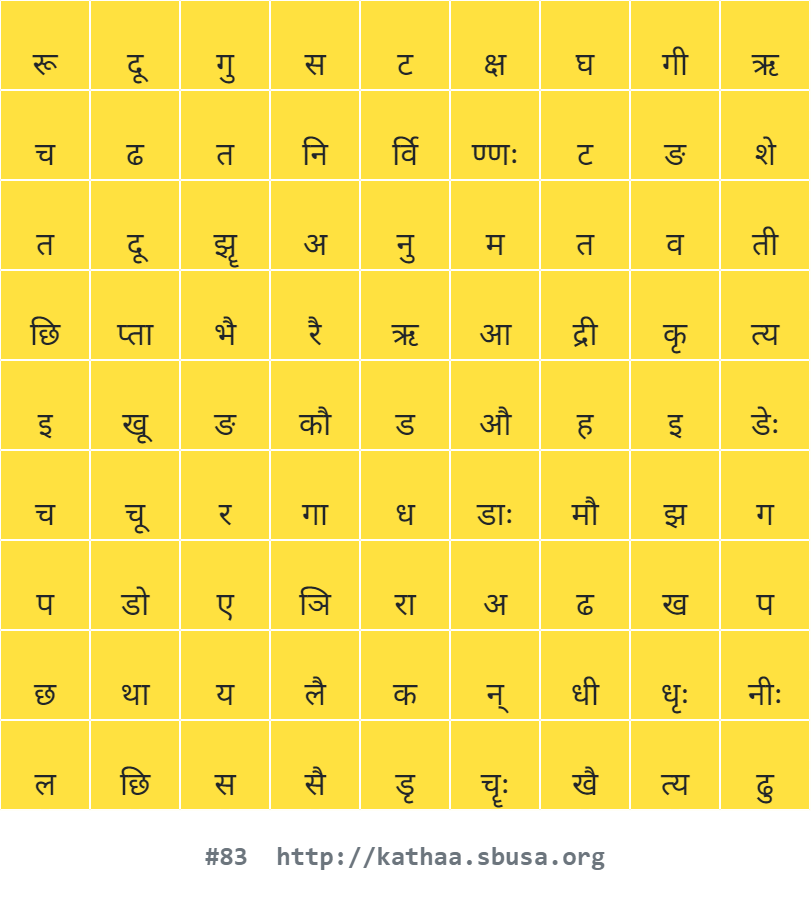 रू दू गु स ट क्ष घ गी ऋ
च ढ त नि र्वि ण्णः ट ङ शे
त दू झॄ अ नु म त व ती
छि प्ता भै रै ऋ आ द्री कृ त्य
इ खू ङ कौ ड औ ह इ डेः
च चू र गा ध डाः मौ झ ग
प डो ए ञि रा अ ढ ख प
छ था य लै क न् धी धृः नीः
ल छि स सै डृ चॄः खै त्य ढु
#83 http://kathaa.sbusa.org